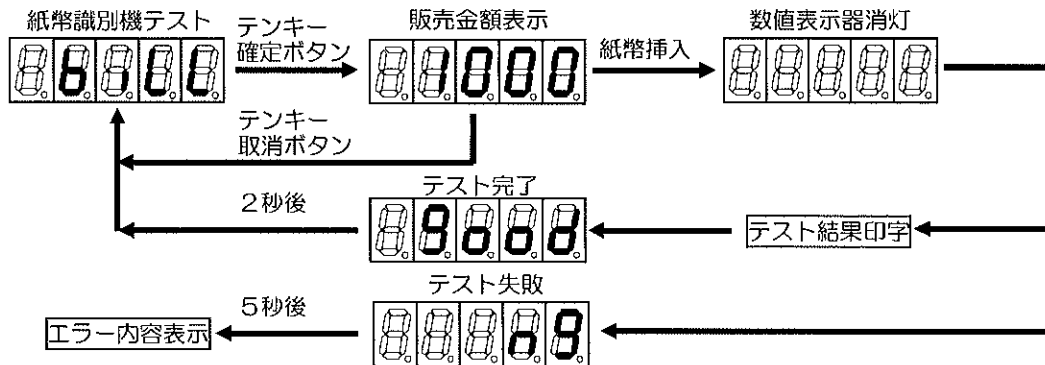 紙幣識別機テスト
biLL
テンキー
確定ボタン
販売金額表示
1000
紙幣挿入
数値表示器消灯
テンキー
取消ボタン
2秒後
テスト完了
good
テスト結果印字
テスト失敗
ng
5秒後
エラー内容表示